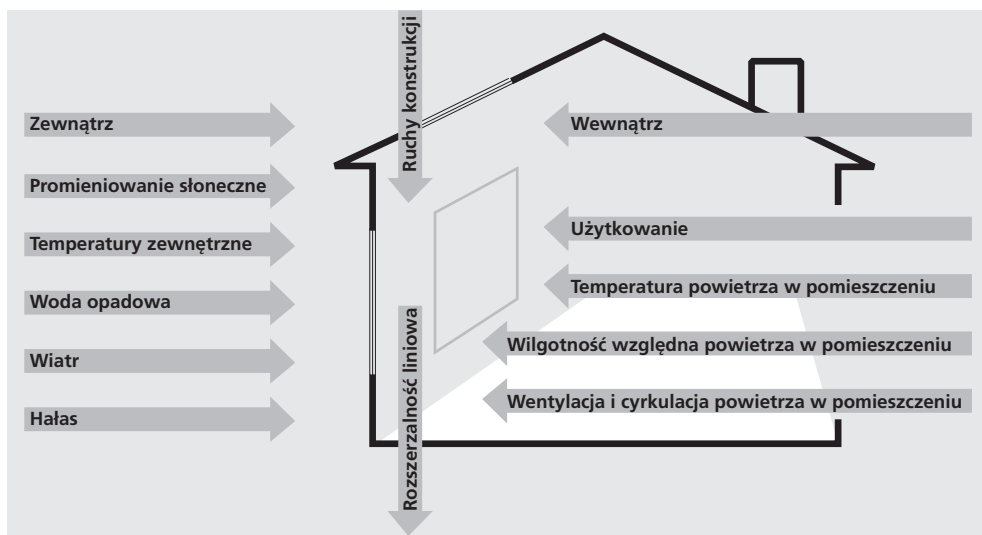 Ruchy konstrukcji
Zewnątrz
Wewnątrz
Promieniowanie słoneczne
Użytkowanie
Temperatury zewnętrzne
Temperatura powietrza w pomieszczeniu
Woda opadowa
Rozszerzalność liniowa
Wilgotność względna powietrza w pomieszczeniu
Wiatr
Wentylacja i cyrkulacja powietrza w pomieszczeniu
Hałas